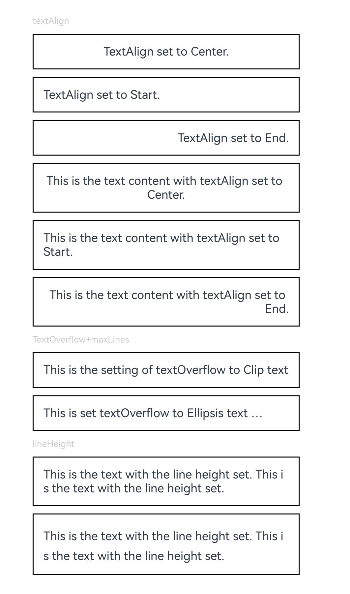 textAlign
TextAlign set to Center.
TextAlign set to Start.
TextAlign set to End.
This is the text content with textAlign set to
Center.
This is the text content with textAlign set to
Start.
This is the text content with textAlign set to
End.
TextOverflow+maxLines
This is the setting of textOverflow to Clip text
This is set textOverflow to Ellipsis text ...
lineHeight
This is the text with the line height set. This i
s the text with the line height set.
This is the text with the line height set. This i
s the text with the line height set.